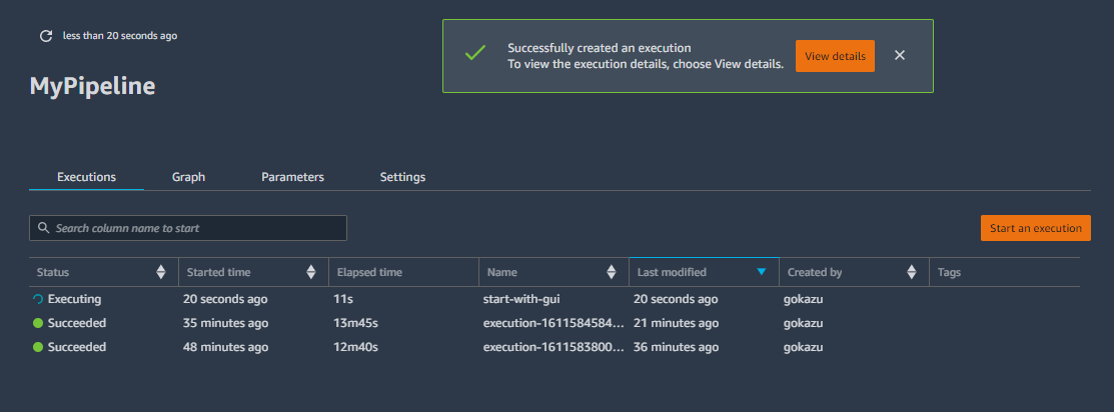 less than 20 seconds ago
Successfully created an execution
To view the execution details, choose View details.
View details
MyPipeline
Executions Graph Parameters Settings
Search column name to start
Start an execution
Status Started time Elapsed time Name Last modified Created by Tags
Executing 20 seconds ago 11s start-with-gui 20 seconds ago gokazu
Succeeded 35 minutes ago 13m45s execution-1611584584... 21 minutes ago gokazu
Succeeded 48 minutes ago 12m40s execution-1611583800... 36 minutes ago gokazu